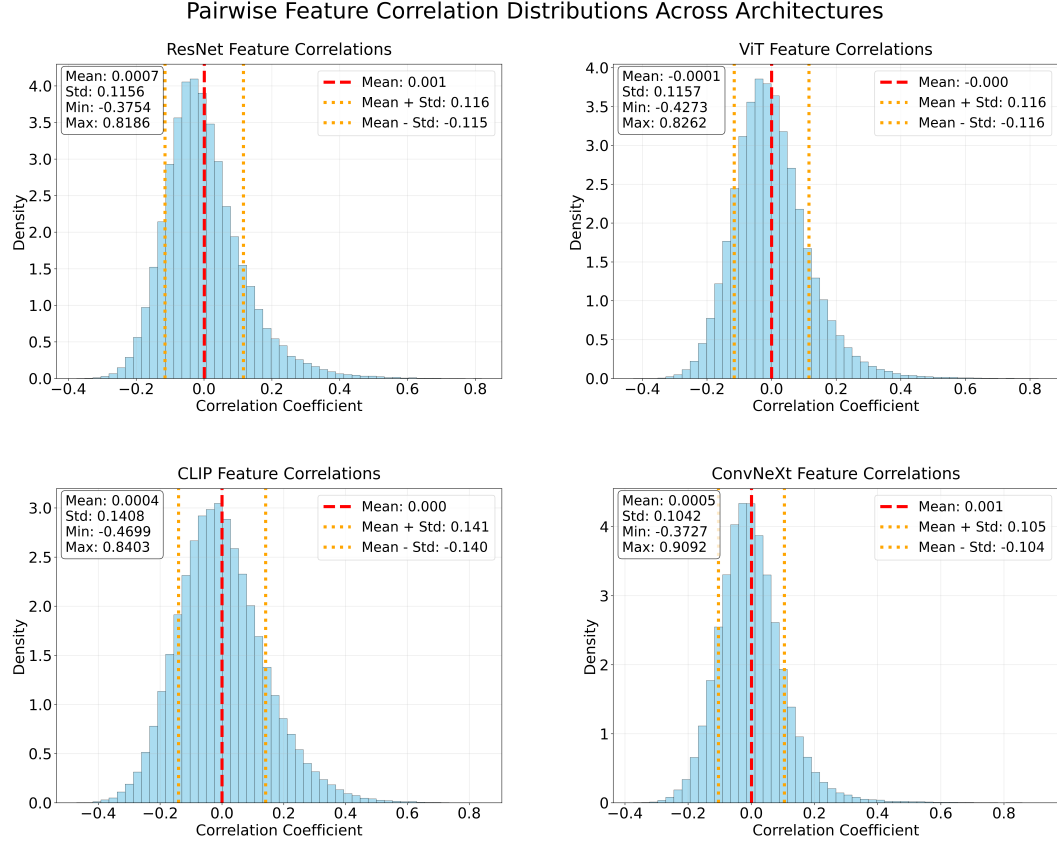 Pairwise Feature Correlation Distributions Across Architectures
ResNet Feature Correlations
Mean: 0.0007
Std: 0.1156
Min: -0.3754
Max: 0.8186
Mean: 0.001
Mean + Std: 0.116
Mean - Std: -0.115
Density
4.0
3.5
3.0
2.5
2.0
1.5
1.0
0.5
0.0
−0.4 −0.2 0.0 0.2 0.4 0.6 0.8
Correlation Coefficient
ViT Feature Correlations
Mean: -0.0001
Std: 0.1157
Min: -0.4273
Max: 0.8262
Mean: -0.000
Mean + Std: 0.116
Mean - Std: -0.116
Density
4.0
3.5
3.0
2.5
2.0
1.5
1.0
0.5
0.0
−0.4 −0.2 0.0 0.2 0.4 0.6 0.8
Correlation Coefficient
CLIP Feature Correlations
Mean: 0.0004
Std: 0.1408
Min: -0.4699
Max: 0.8403
Mean: 0.000
Mean + Std: 0.141
Mean - Std: -0.140
Density
3.0
2.5
2.0
1.5
1.0
0.5
0.0
−0.4 −0.2 0.0 0.2 0.4 0.6 0.8
Correlation Coefficient
ConvNeXt Feature Correlations
Mean: 0.0005
Std: 0.1042
Min: -0.3727
Max: 0.9092
Mean: 0.001
Mean + Std: 0.105
Mean - Std: -0.104
Density
4
3
2
1
0
−0.4 −0.2 0.0 0.2 0.4 0.6 0.8
Correlation Coefficient